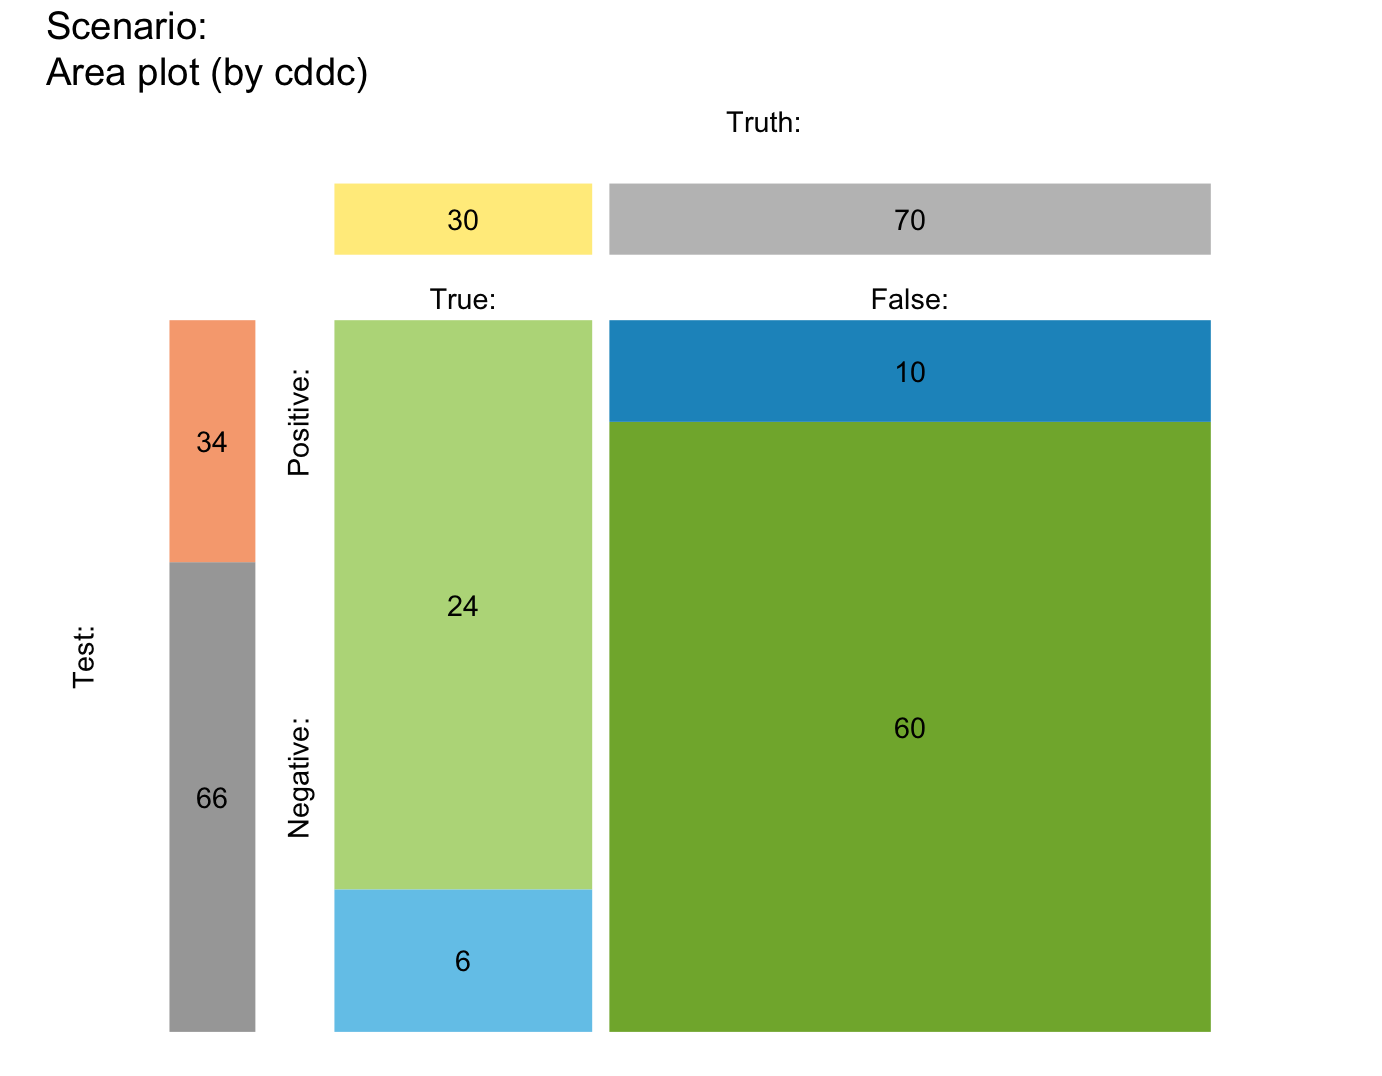 Scenario:
Area plot (by cddc)
Truth:
30
70
True:
False:
34
Positive:
10
24
Test:
60
66
Negative:
6